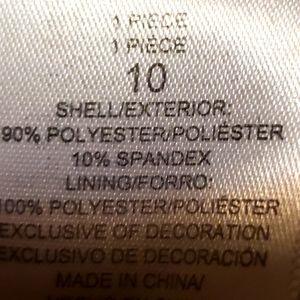 1 PIECE
1 PIÈCE
10
SHELL/EXTERIOR:
90% POLYESTER/POLIÉSTER
10% SPANDEX
LINING/FORRO:
100% POLYESTER/POLIÉSTER
EXCLUSIVE OF DECORATION
EXCLUSIVO DE DECORACIÓN
MADE IN CHINA/